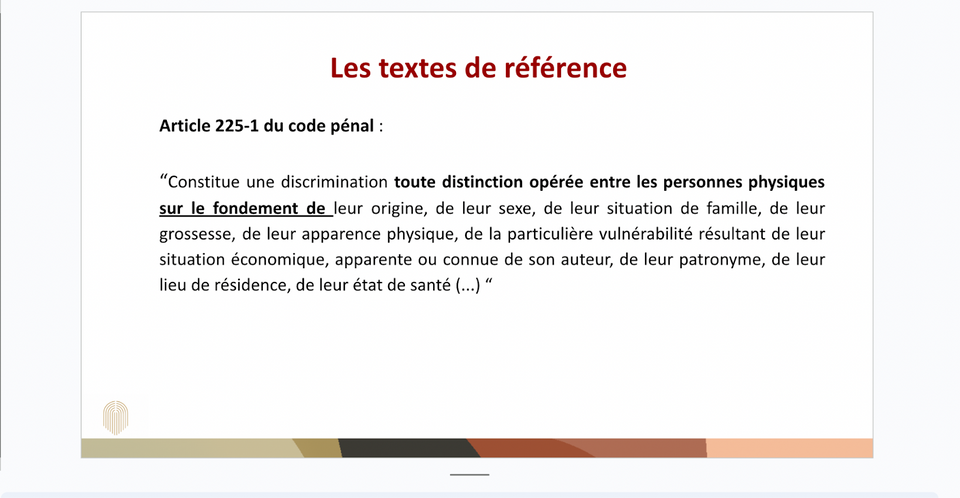 Les textes de référence
Article 225-1 du code pénal :
“Constitue une discrimination toute distinction opérée entre les personnes physiques
sur le fondement de leur origine, de leur sexe, de leur situation de famille, de leur
grossesse, de leur apparence physique, de la particulière vulnérabilité résultant de leur
situation économique, apparente ou connue de son auteur, de leur patronyme, de leur
lieu de résidence, de leur état de santé (...) “